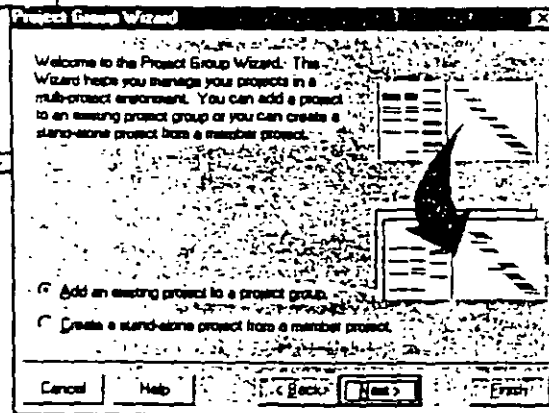 Project Group Wizard
Welcome to the Project Group Wizard. This
Wizard helps you manage your projects in a
multi-project environment. You can add a project
to an existing project group or you can create a
stand-alone project from a member project.
Add an existing project to a project group.
Create a stand-alone project from a member project.
Cancel
Help
< Back
Next >
Finish